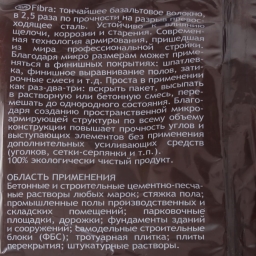 Fibra: тончайшее базальтовое волокно,
в 2,5 раза по прочности на разрыв превос-
ходящее сталь. Устойчиво к
щелочи, коррозии и старения. Современ-
ная технология армирования, пришедшая
из мира профессиональной стройки.
Благодаря микро размерам может приме-
няться в финишных покрытиях: шпатлев-
ка, финишное выравнивание полов, зати-
рочные смеси и т.д. Проста в применении
как раз-два-три: вскрыть пакет, высыпать
в растворную или бетонную смесь, пере-
мешать до однородного состояния. Благо-
даря созданию пространственной микро-
армирующей структуры по всему объему
конструкции повышает прочность углов и
выступающих элементов без применения
дополнительных усиливающих средств
(уголков, сетки-серпянки и т.п.).
100% экологически чистый продукт.
ОБЛАСТЬ ПРИМЕНЕНИЯ
Бетонные и строительные цементно-песча-
ные растворы любых марок; стяжка пола;
промышленные полы производственных и
складских помещений; парковочные
площадки, дорожки; фундаменты зданий
и сооружений; самодельные строительные
блоки (ФБС); тротуарная плитка; плиты
перекрытия; штукатурные растворы.